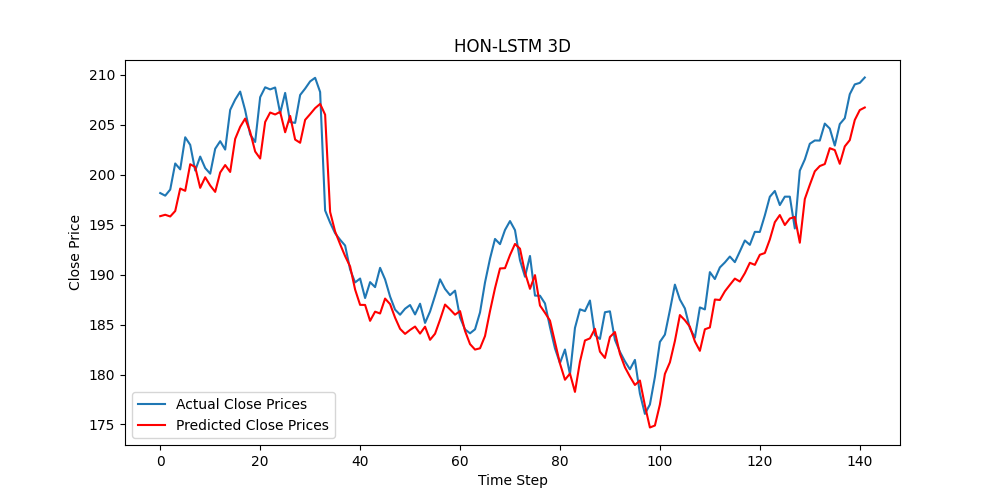 HON-LSTM 3D
Close Price
210
205
200
195
190
185
180
175
Actual Close Prices
Predicted Close Prices
0 20 40 60 80 100 120 140
Time Step